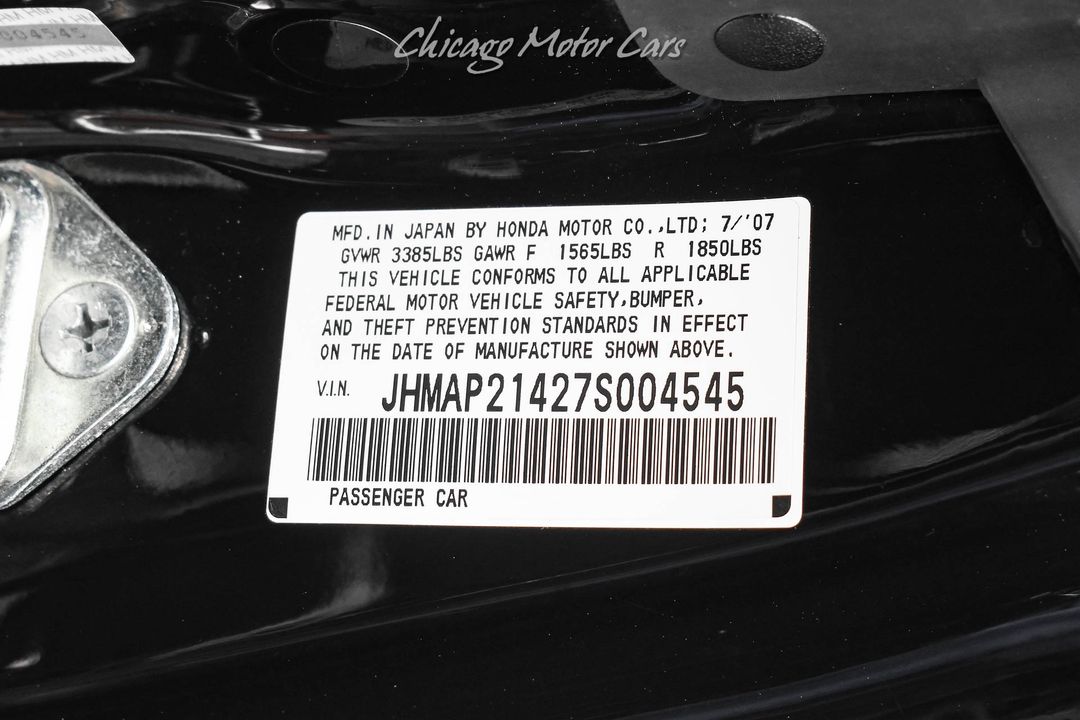 004545
Chicago Motor Cars
MFD.IN JAPAN BY HONDA MOTOR CO.,LTD; 7/'07
GVWR 3385LBS GAWR F 1565LBS R 1850LBS
THIS VEHICLE CONFORMS TO ALL APPLICABLE
FEDERAL MOTOR VEHICLE SAFETY,BUMPER,
AND THEFT PREVENTION STANDARDS IN EFFECT
ON THE DATE OF MANUFACTURE SHOWN ABOVE.
V.I.N. JHMAP21427S004545
PASSENGER CAR